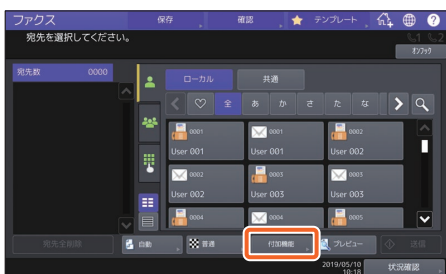 ファクス 保存 確認 テンプレート ?
宛先を選択してください。 L1 L2
ｵﾝﾌｯｸ
宛先数 0000
ローカル 共通
全 あ か さ た な
0001 0001 0002
User 001 User 001 User 002
0002 0003 0003
User 002 User 003 User 003
0004 0004 0005
宛先全削除 自動 普通 付加機能 プレビュー 送信
2019/05/10
10:18
状況確認